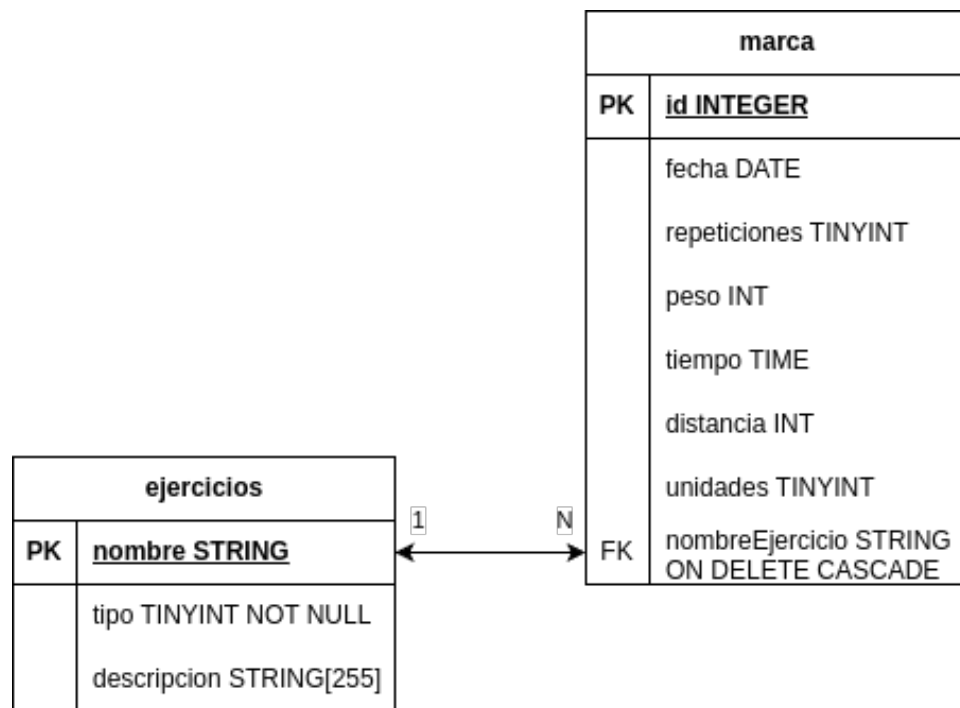 marca
PK id INTEGER
fecha DATE
repeticiones TINYINT
peso INT
tiempo TIME
distancia INT
unidades TINYINT
FK nombreEjercicio STRING
ON DELETE CASCADE
1 N
ejercicios
PK nombre STRING
tipo TINYINT NOT NULL
descripcion STRING[255]